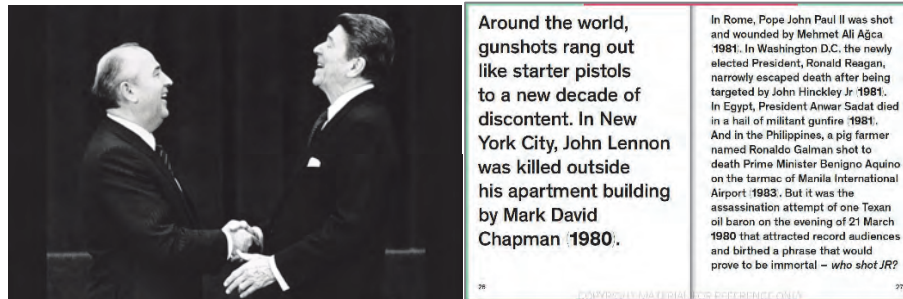 Around the world,
gunshots rang out
like starter pistols
to a new decade of
discontent. In New
York City, John Lennon
was killed outside
his apartment building
by Mark David
Chapman (1980).
26
In Rome, Pope John Paul II was shot
and wounded by Mehmet Ali Ağca
(1981). In Washington D.C. the newly
elected President, Ronald Reagan,
narrowly escaped death after being
targeted by John Hinckley Jr (1981).
In Egypt, President Anwar Sadat died
in a hail of militant gunfire (1981).
And in the Philippines, a pig farmer
named Ronaldo Galman shot to
death Prime Minister Benigno Aquino
on the tarmac of Manila International
Airport (1983). But it was the
assassination attempt of one Texan
oil baron on the evening of 21 March
1980 that attracted record audiences
and birthed a phrase that would
prove to be immortal – who shot JR?
27
COPYRIGHT MATERIAL FOR REFERENCE ONLY